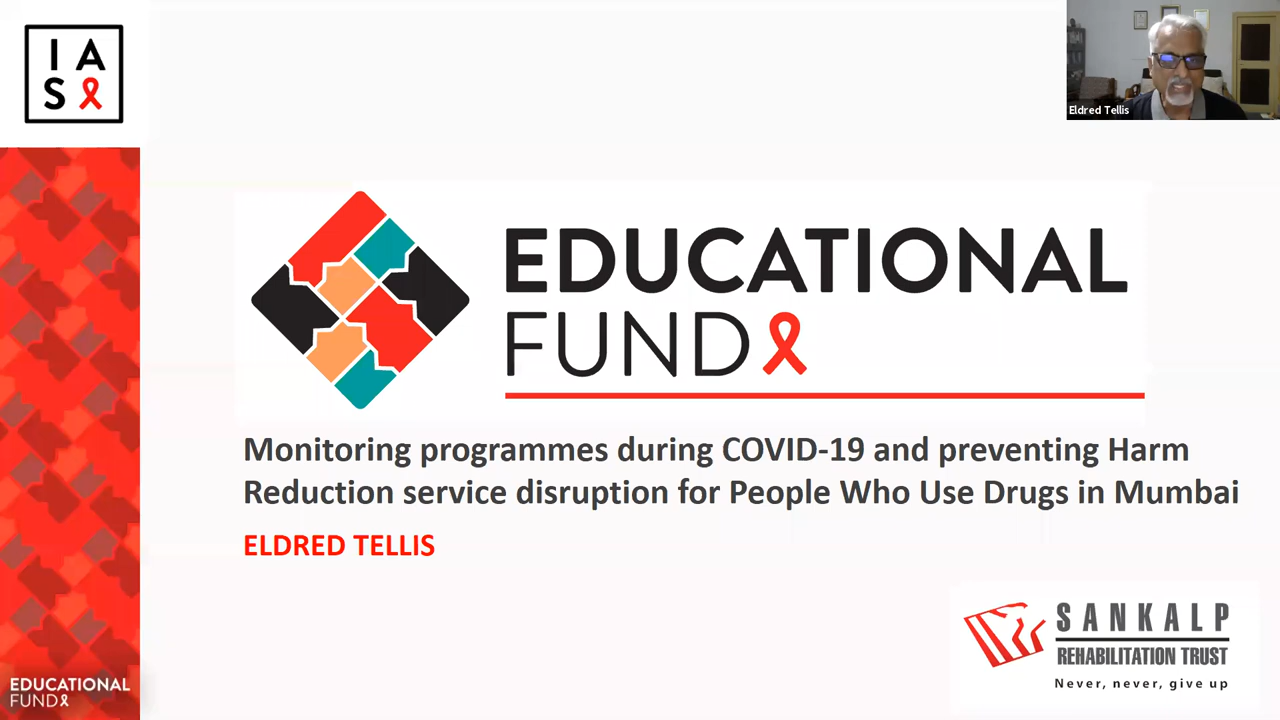 IA
S
Eldred Tellis
EDUCATIONAL
FUND
Monitoring programmes during COVID-19 and preventing Harm
Reduction service disruption for People Who Use Drugs in Mumbai
ELDRED TELLIS
SANKALP
REHABILITATION TRUST
Never, never, give up
EDUCATIONAL
FUND